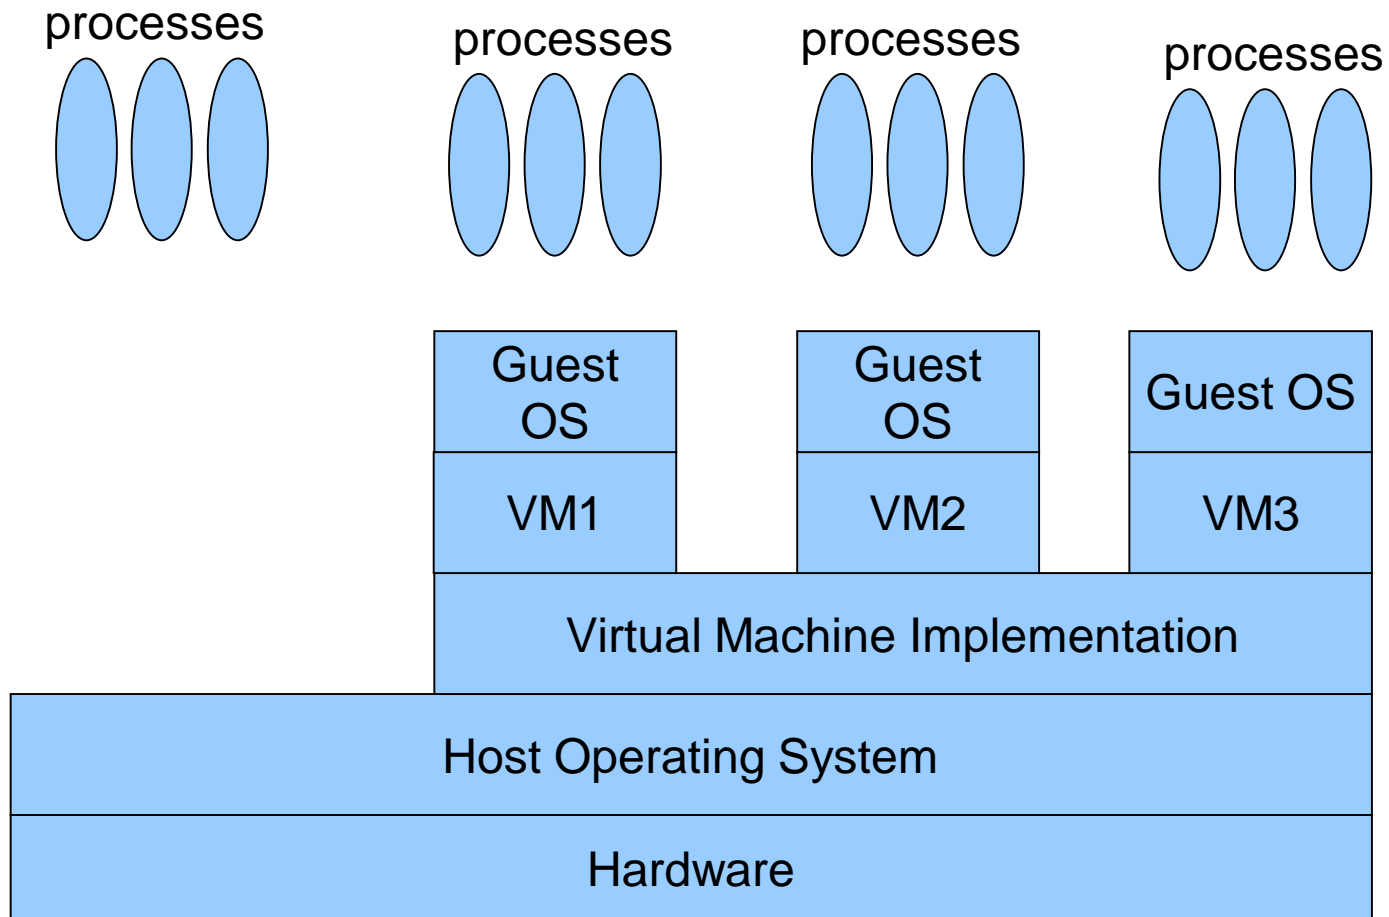 processes
processes
processes
processes
Guest
OS
Guest
OS
Guest OS
VM1
VM2
VM3
Virtual Machine Implementation
Host Operating System
Hardware